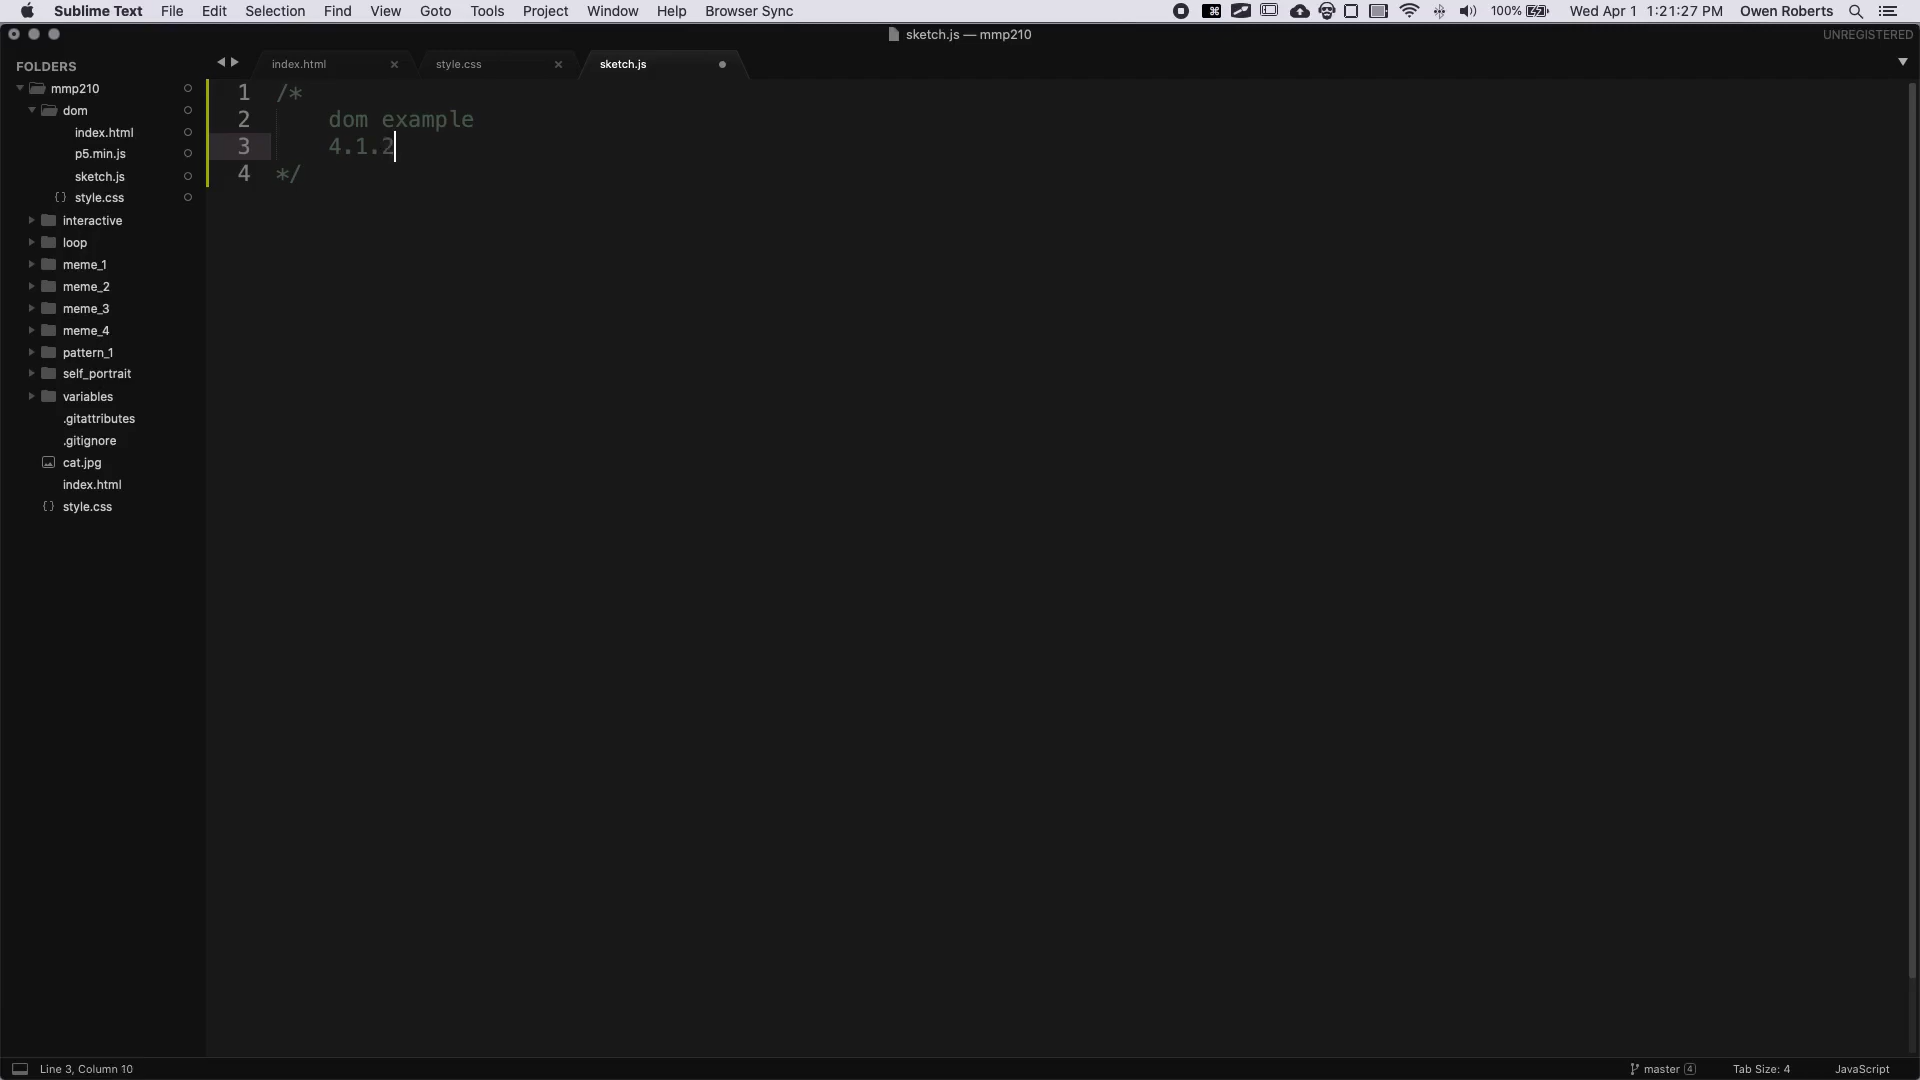 Sublime Text File Edit Selection Find View Goto Tools Project Window Help Browser Sync 100% Wed Apr 1 1:21:27 PM Owen Roberts
sketch.js — mmp210 UNREGISTERED
FOLDERS
mmp210
dom
index.html
p5.min.js
sketch.js
{} style.css
interactive
loop
meme_1
meme_2
meme_3
meme_4
pattern_1
self_portrait
variables
.gitattributes
.gitignore
cat.jpg
index.html
{} style.css
index.html style.css sketch.js
1 /*
2 dom example
3 4.1.2
4 */
Line 3, Column 10 master 4 Tab Size: 4 JavaScript